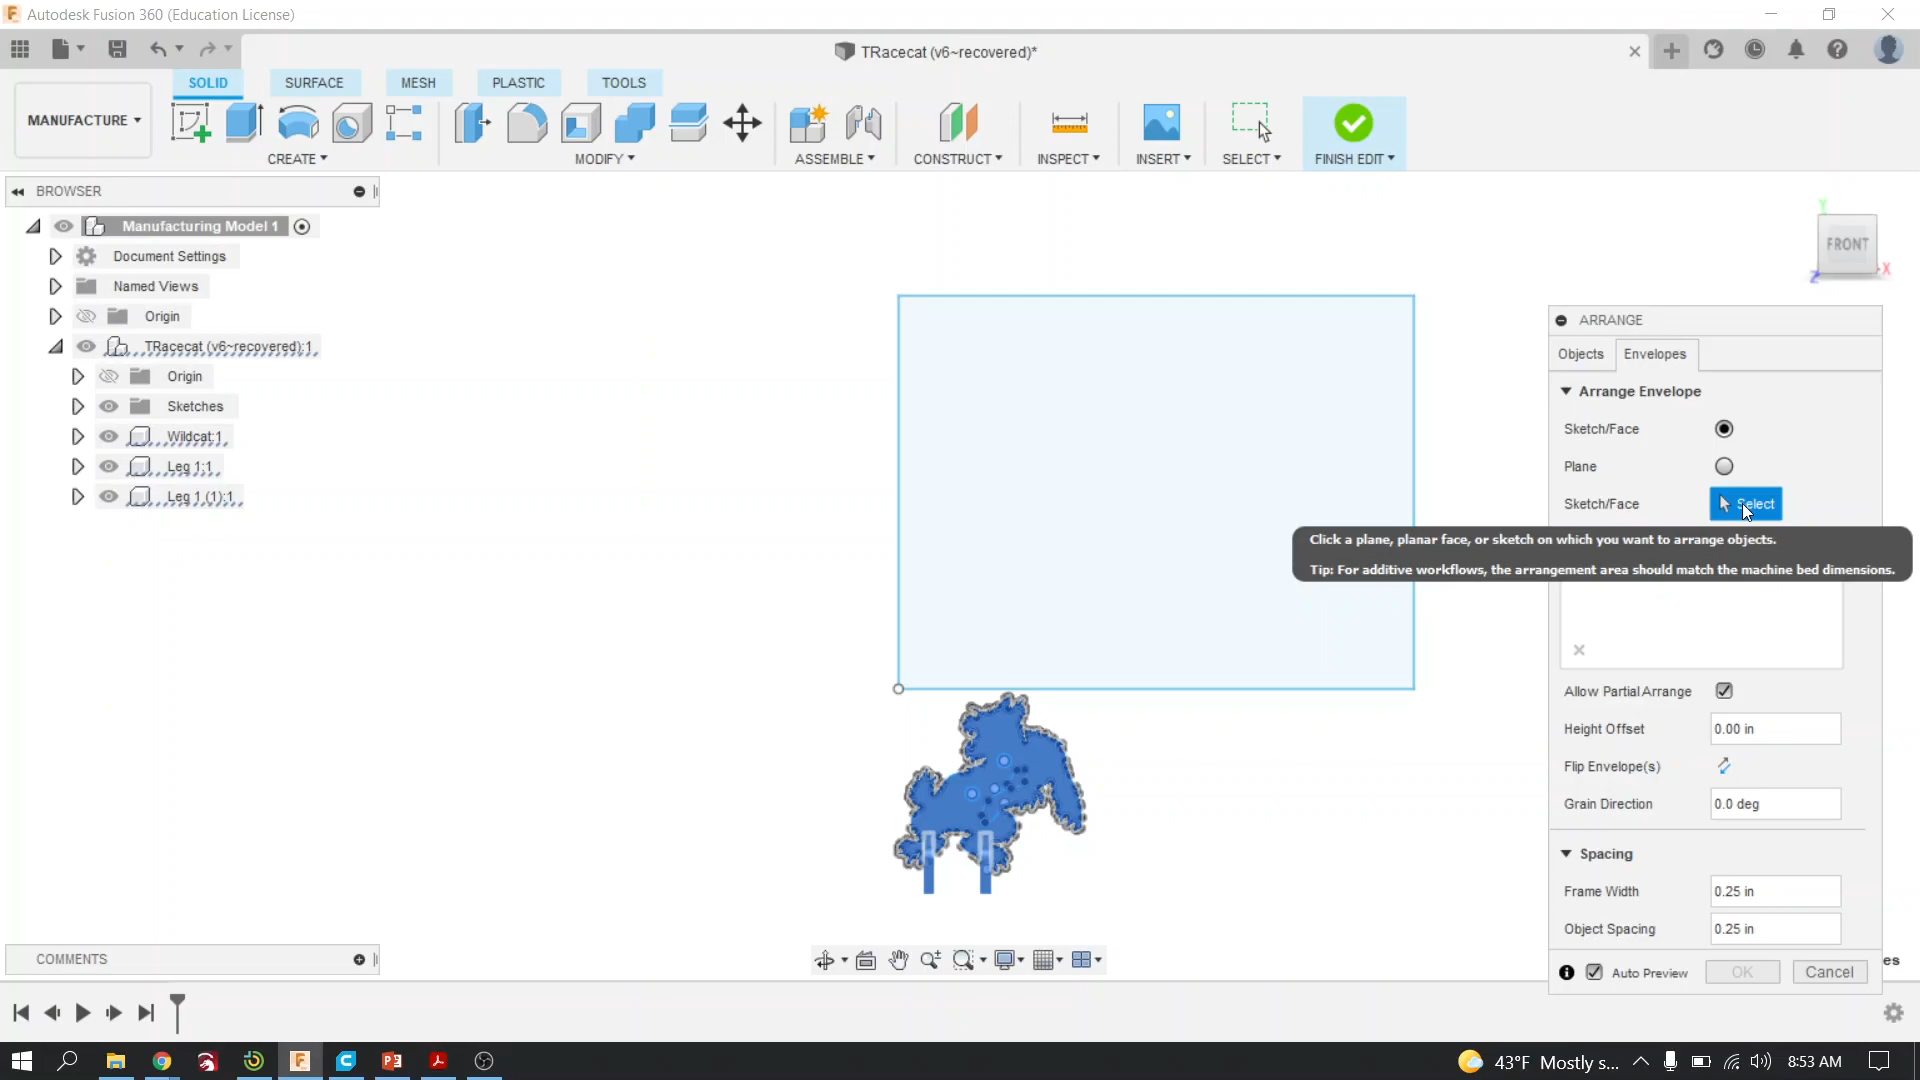 Autodesk Fusion 360 (Education License)
TRacecat (v6~recovered)*
SOLID SURFACE MESH PLASTIC TOOLS
MANUFACTURE
CREATE MODIFY ASSEMBLE CONSTRUCT INSPECT INSERT SELECT FINISH EDIT
BROWSER
Manufacturing Model 1
Document Settings
Named Views
Origin
TRacecat (v6~recovered):1
Origin
Sketches
Wildcat:1
Leg 1:1
Leg 1 (1):1
Y
FRONT
X
Z
ARRANGE
Objects Envelopes
Arrange Envelope
Sketch/Face
Plane
Sketch/Face Select
Click a plane, planar face, or sketch on which you want to arrange objects.
Tip: For additive workflows, the arrangement area should match the machine bed dimensions.
Allow Partial Arrange
Height Offset 0.00 in
Flip Envelope(s)
Grain Direction 0.0 deg
Spacing
Frame Width 0.25 in
Object Spacing 0.25 in
Auto Preview OK Cancel
es
COMMENTS
43°F Mostly s... 8:53 AM